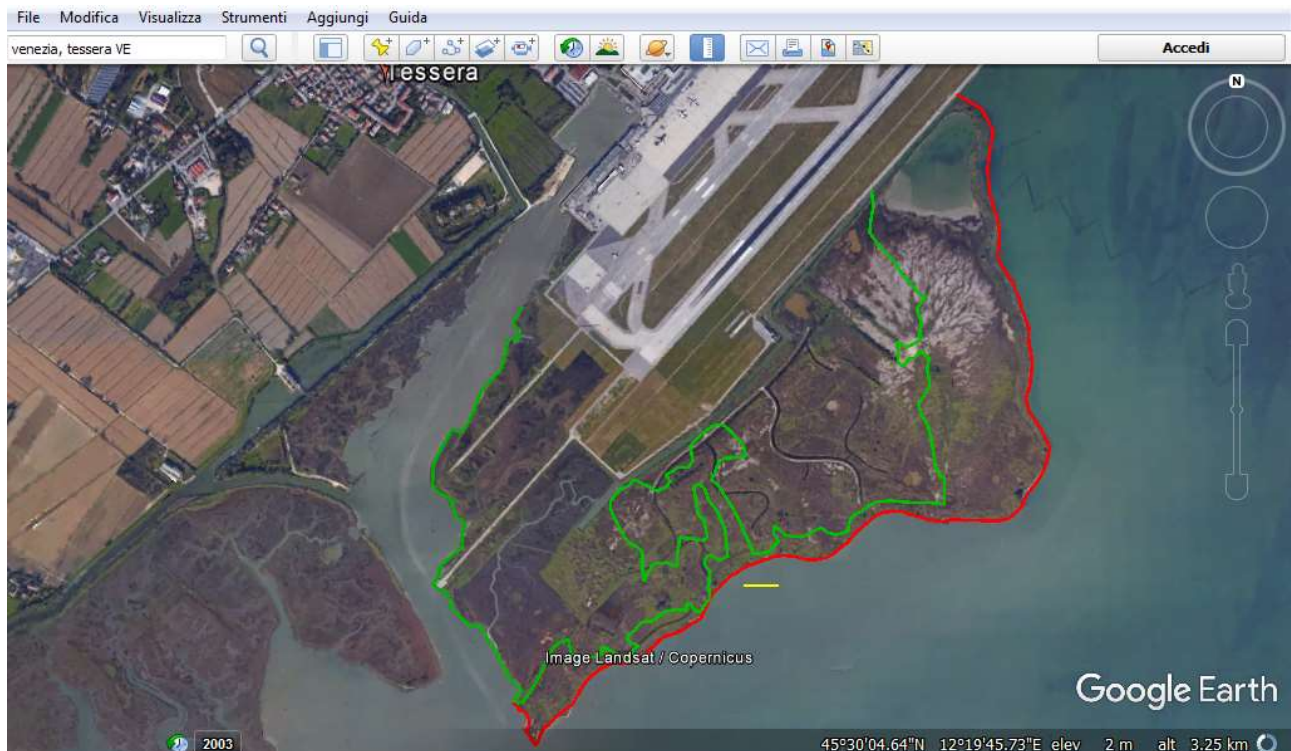 File Modifica Visualizza Strumenti Aggiungi Guida
venezia, tessera VE
Accedi
Tessera
N
Image Landsat / Copernicus
Google Earth
2003
45°30'04.64"N 12°19'45.73"E elev 2 m alt 3.25 km